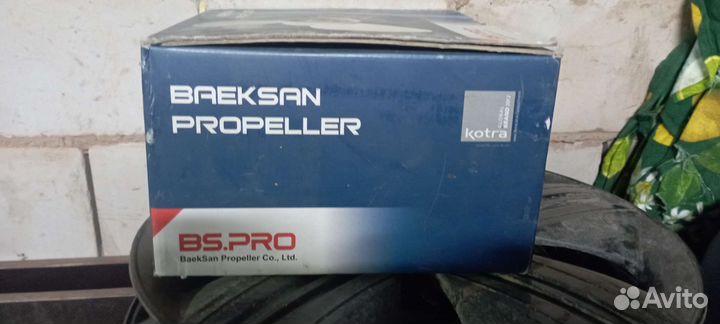 BAEKSAN
PROPELLER
kotra
BS.PRO
BaekSan Propeller Co., Ltd.
Avito